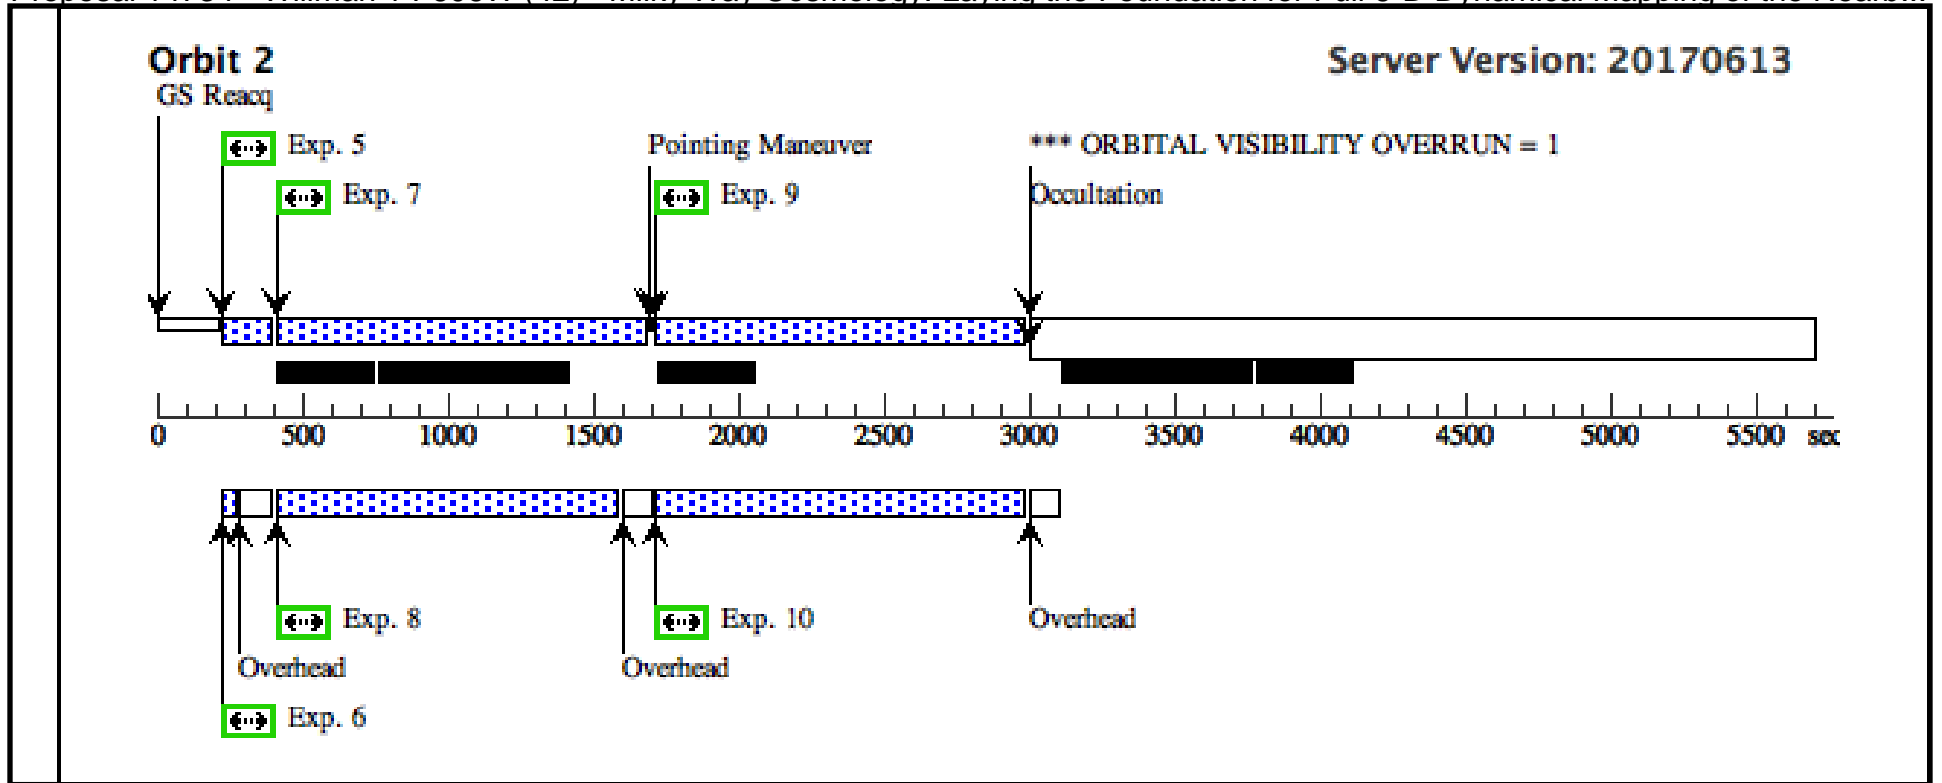 Orbit 2
Server Version: 20170613
GS Reacq
Exp. 5
Pointing Maneuver
*** ORBITAL VISIBILITY OVERRUN = 1
Exp. 7
Exp. 9
Occultation
0 500 1000 1500 2000 2500 3000 3500 4000 4500 5000 5500 sec
Exp. 8
Exp. 10
Overhead
Overhead
Overhead
Exp. 6